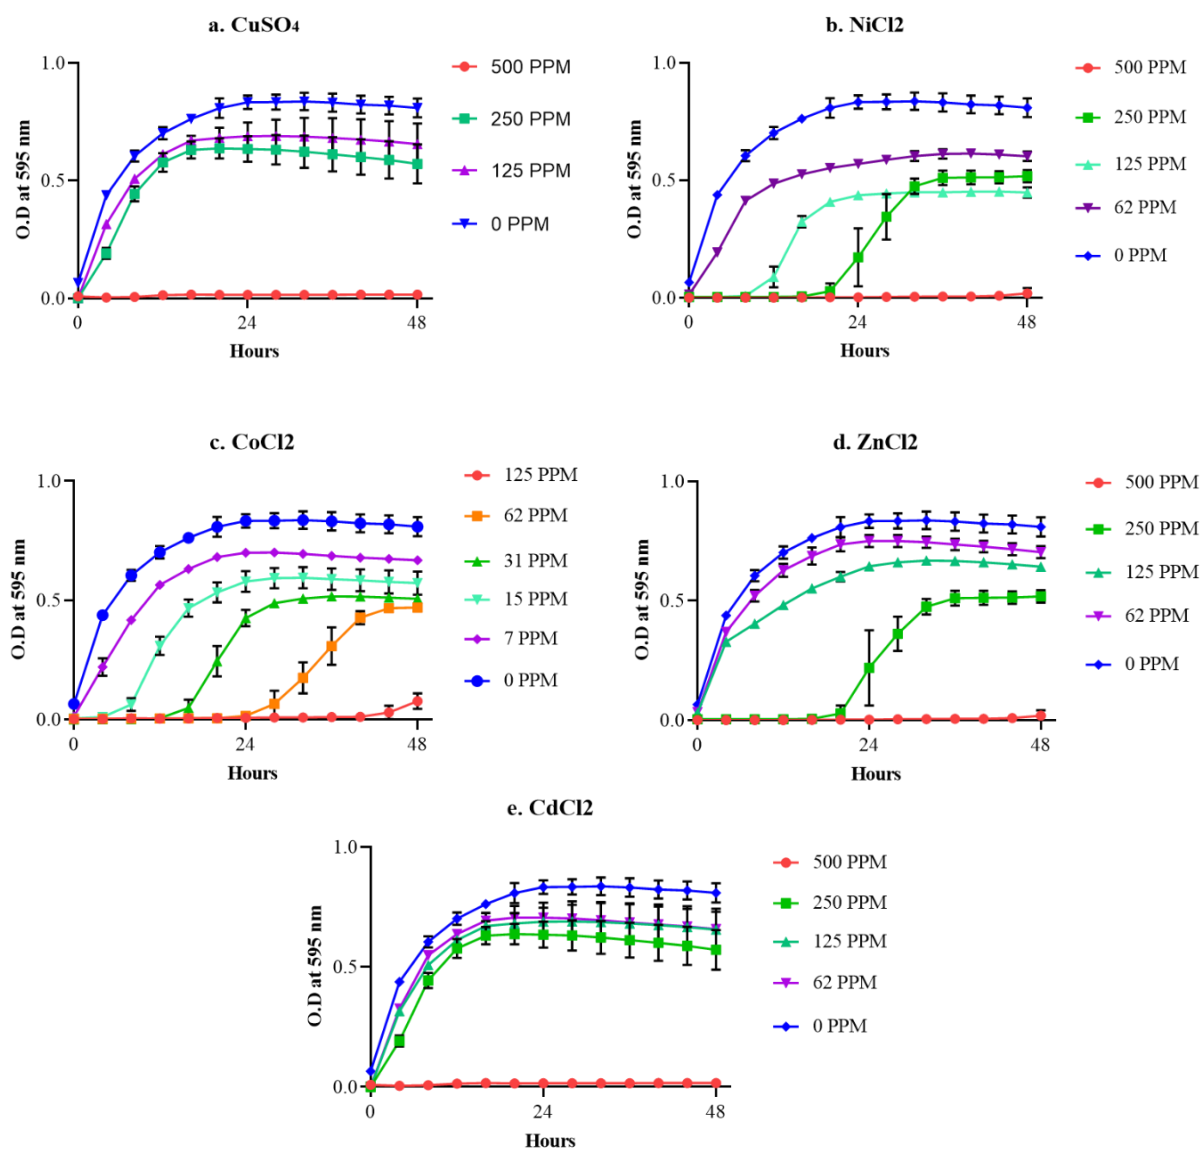 a. CuSO₄
1.0
0.5
0.0
O.D at 595 nm
0
24
48
Hours
500 PPM
250 PPM
125 PPM
0 PPM
b. NiCl2
1.0
0.5
0.0
O.D at 595 nm
0
24
48
Hours
500 PPM
250 PPM
125 PPM
62 PPM
0 PPM
c. CoCl2
1.0
0.5
0.0
O.D at 595 nm
0
24
48
Hours
125 PPM
62 PPM
31 PPM
15 PPM
7 PPM
0 PPM
d. ZnCl2
1.0
0.5
0.0
O.D at 595 nm
0
24
48
Hours
500 PPM
250 PPM
125 PPM
62 PPM
0 PPM
e. CdCl2
1.0
0.5
0.0
O.D at 595 nm
0
24
48
Hours
500 PPM
250 PPM
125 PPM
62 PPM
0 PPM